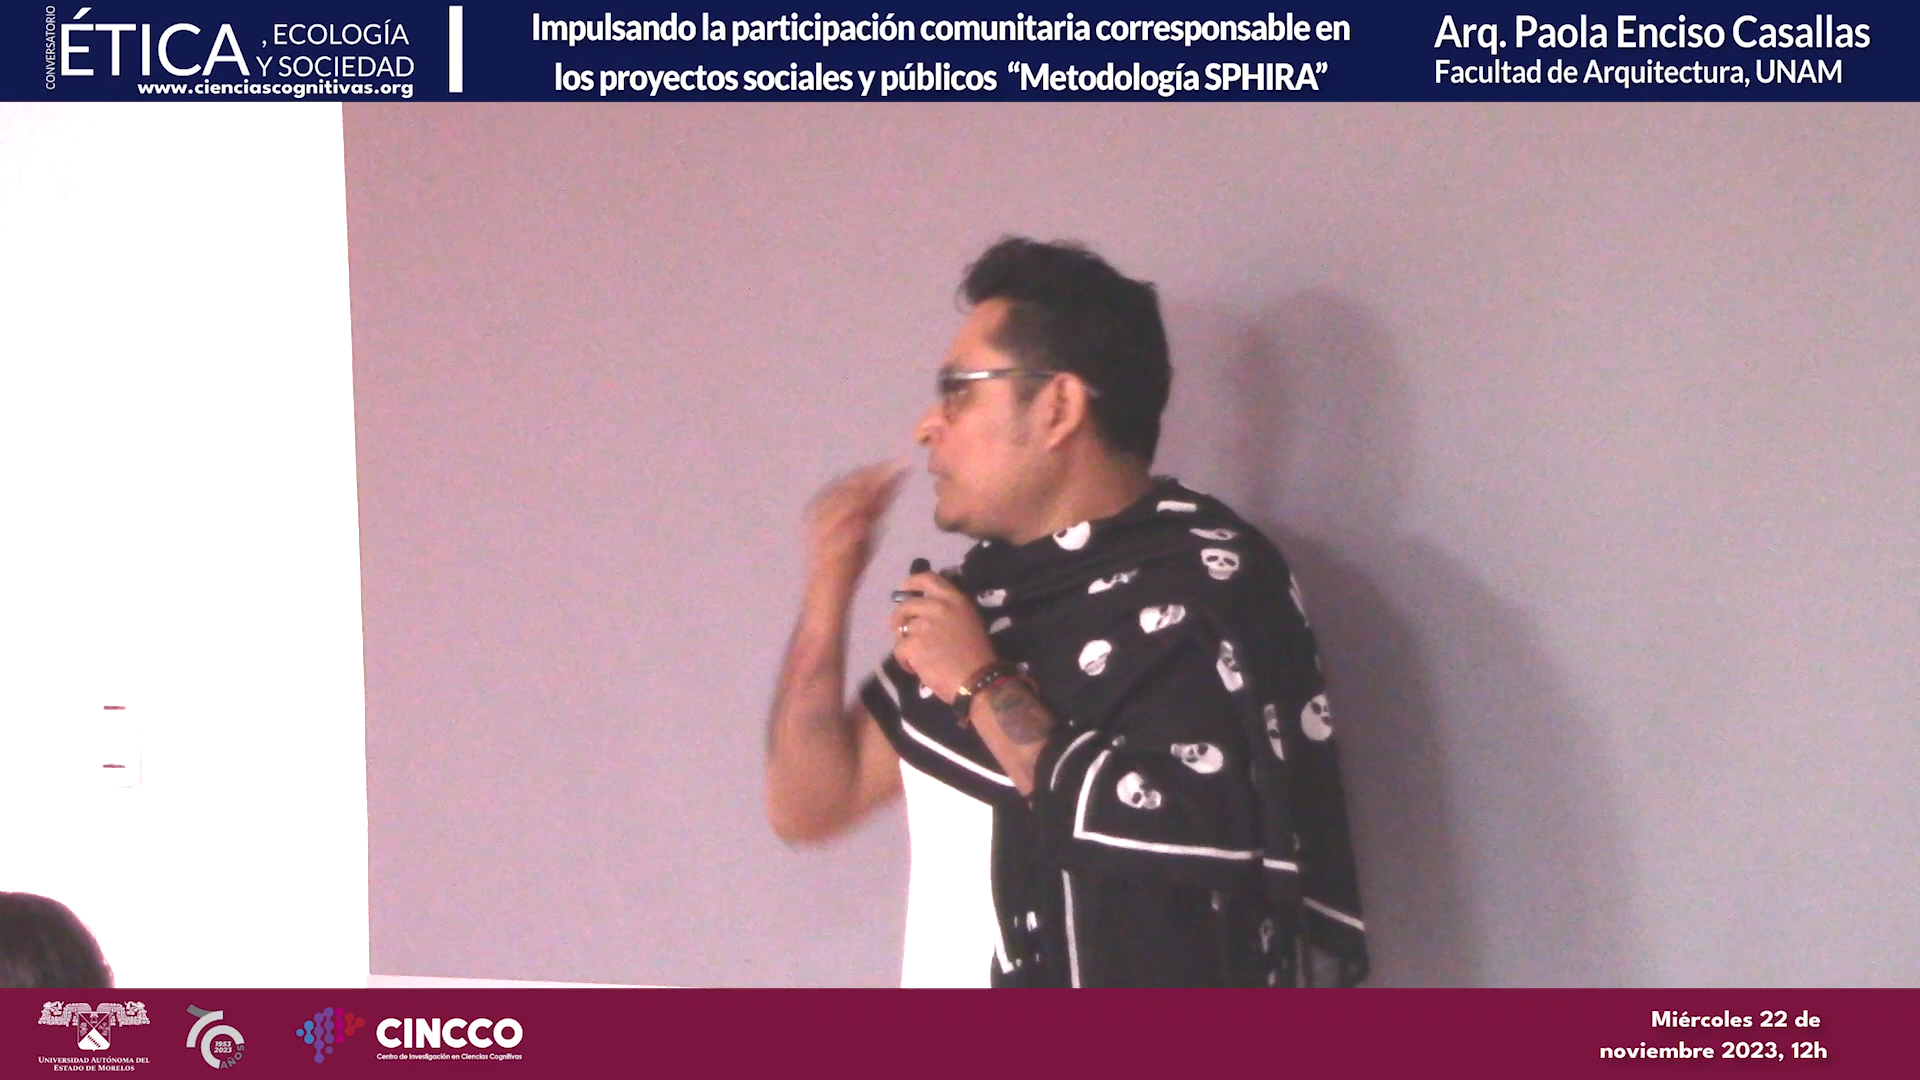 CONVERSATORIO
ÉTICA, ECOLOGÍA
Y SOCIEDAD
www.cienciascognitivas.org
Impulsando la participación comunitaria corresponsable en
los proyectos sociales y públicos “Metodología SPHIRA”
Arq. Paola Enciso Casallas
Facultad de Arquitectura, UNAM
UNIVERSIDAD AUTÓNOMA DEL
ESTADO DE MORELOS
70
1953
2023
AÑOS
CINCCO
Centro de Investigación en Ciencias Cognitivas
Miércoles 22 de
noviembre 2023, 12h